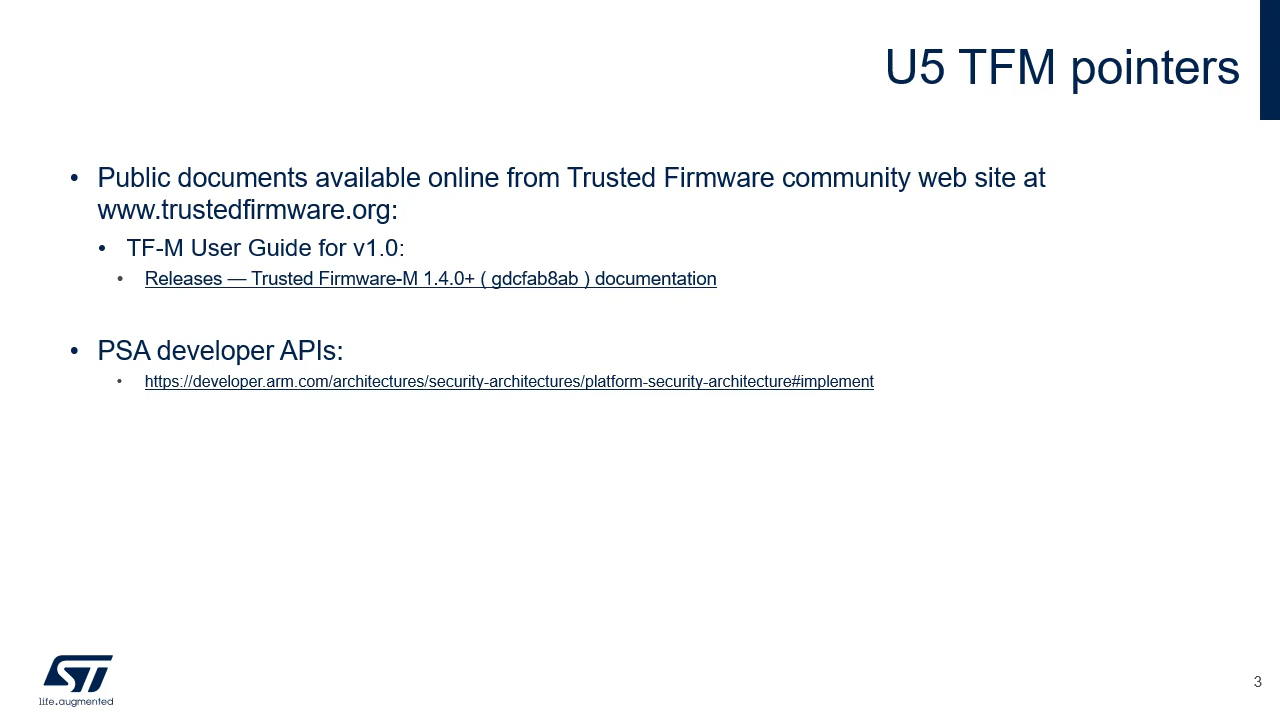 U5 TFM pointers
• Public documents available online from Trusted Firmware community web site at
www.trustedfirmware.org:
• TF-M User Guide for v1.0:
• Releases — Trusted Firmware-M 1.4.0+ ( gdcfab8ab ) documentation
• PSA developer APIs:
• https://developer.arm.com/architectures/security-architectures/platform-security-architecture#implement
ST
life.augmented
3